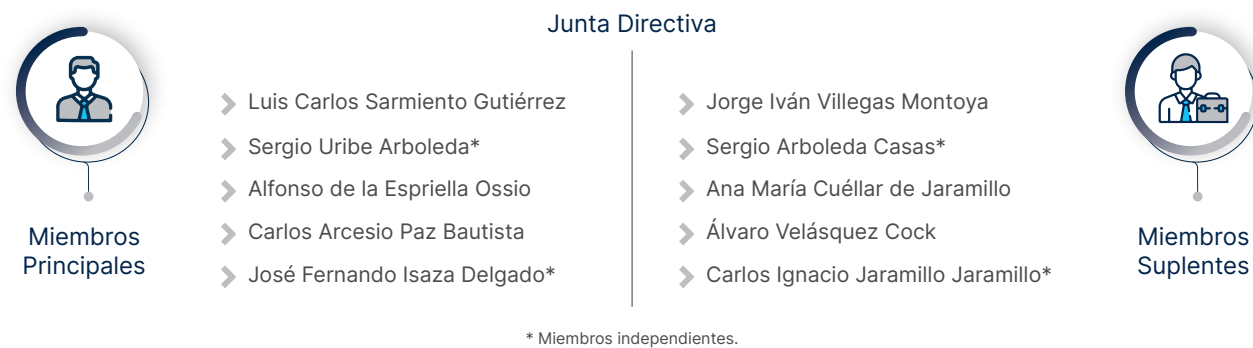 Junta Directiva
Miembros
Principales
Luis Carlos Sarmiento Gutiérrez
Sergio Uribe Arboleda*
Alfonso de la Espriella Ossio
Carlos Arcesio Paz Bautista
José Fernando Isaza Delgado*
Jorge Iván Villegas Montoya
Sergio Arboleda Casas*
Ana María Cuéllar de Jaramillo
Álvaro Velásquez Cock
Carlos Ignacio Jaramillo Jaramillo*
Miembros
Suplentes
* Miembros independientes.